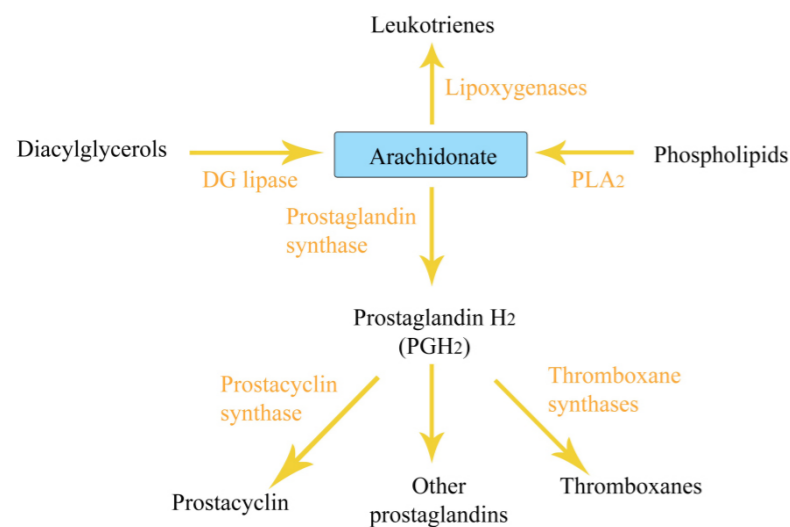 Leukotrienes
Lipoxygenases
Diacylglycerols
Arachidonate
Phospholipids
DG lipase
PLA2
Prostaglandin
synthase
Prostaglandin H2
(PGH2)
Prostacyclin
synthase
Thromboxane
synthases
Prostacyclin
Other
prostaglandins
Thromboxanes